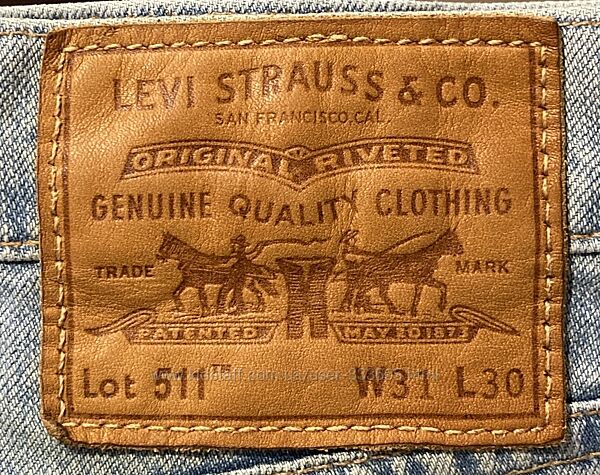 LEVI STRAUSS & CO.
SAN FRANCISCO, CAL.
ORIGINAL RIVETED
GENUINE QUALITY CLOTHING
TRADE MARK
PATENTED MAY 20 1873
Lot 511™ W31 L30